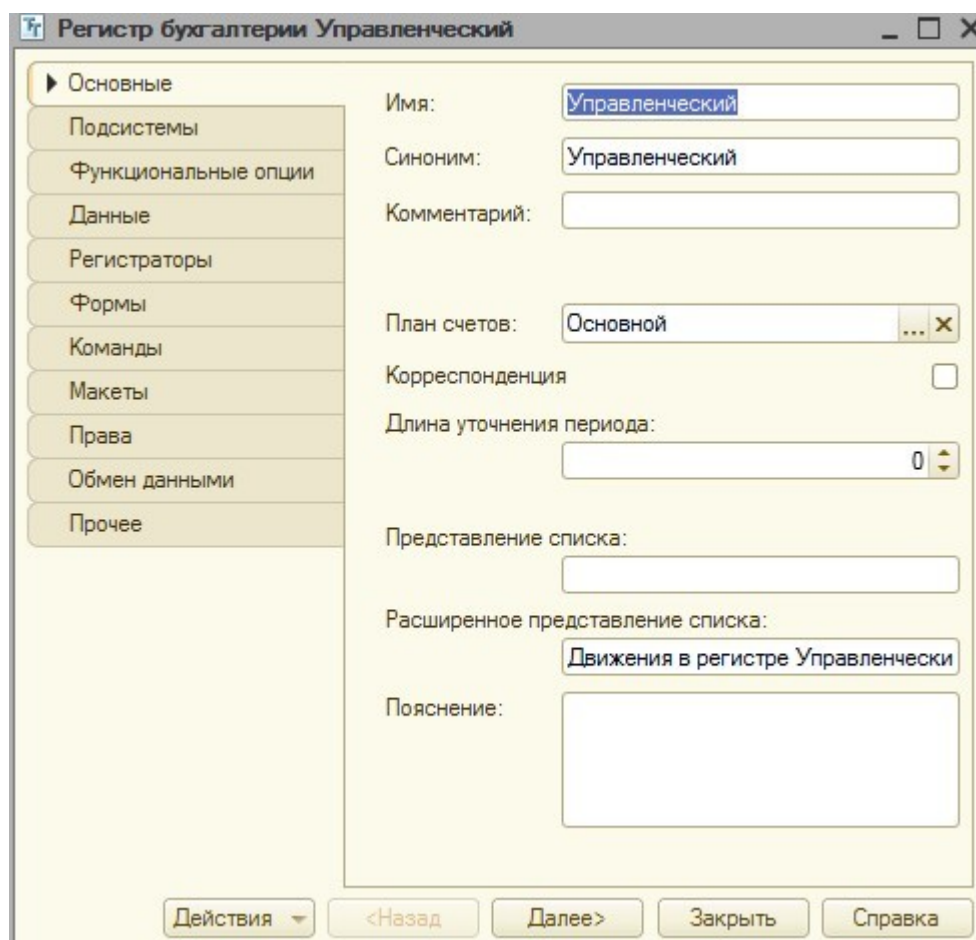 Регистр бухгалтерии Управленческий
Основные
Подсистемы
Функциональные опции
Данные
Регистраторы
Формы
Команды
Макеты
Права
Обмен данными
Прочее
Имя: Управленческий
Синоним: Управленческий
Комментарий:
План счетов: Основной ...
Корреспонденция
Длина уточнения периода:
0
Представление списка:
Расширенное представление списка:
Движения в регистре Управленчески
Пояснение:
Действия <Назад Далее> Закрыть Справка